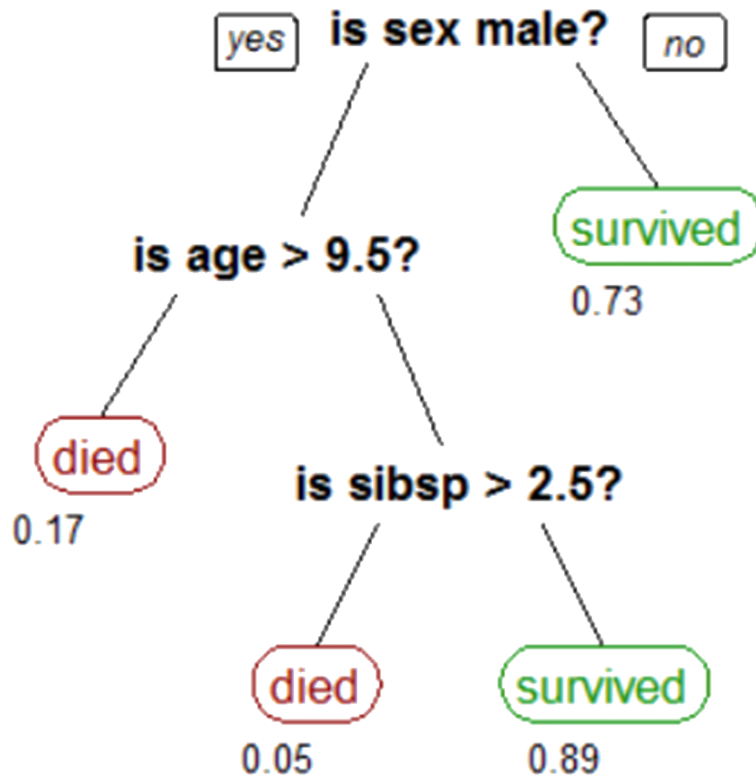 yes is sex male? no
survived
is age > 9.5?
0.73
died
is sibsp > 2.5?
0.17
died survived
0.05 0.89